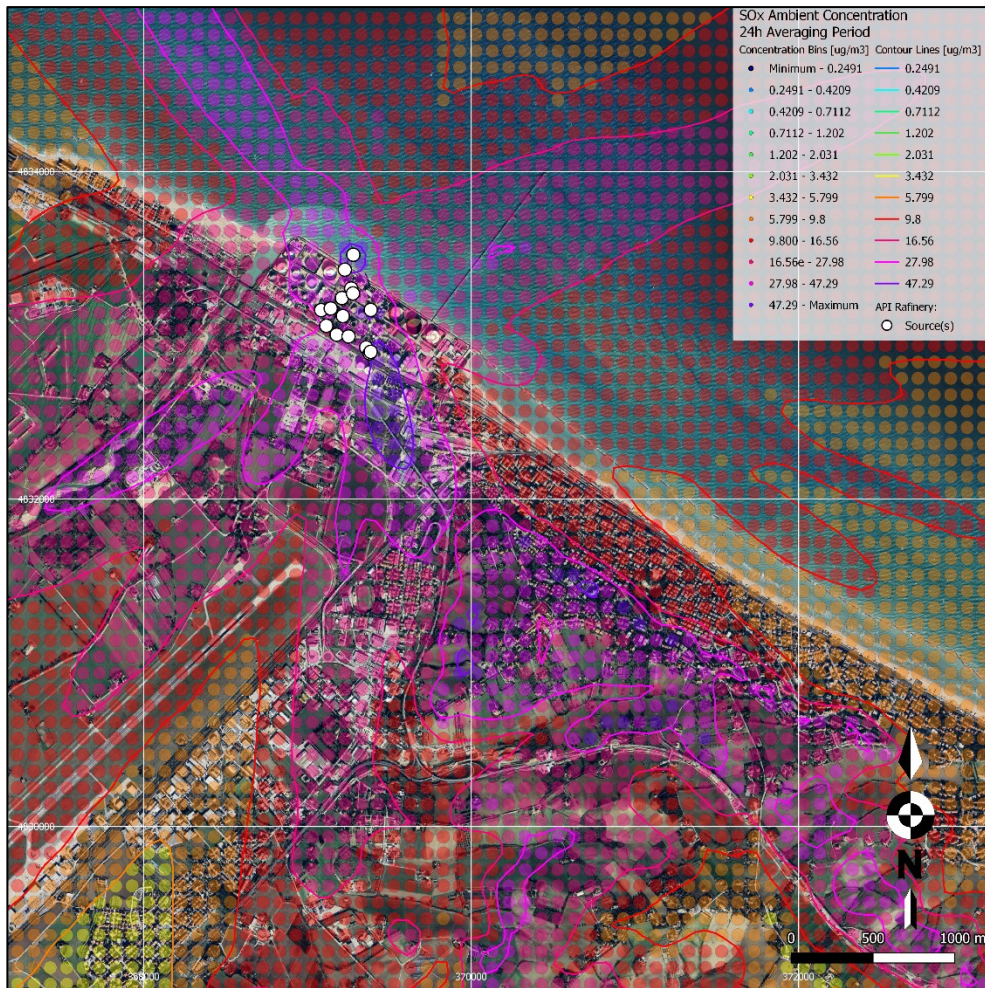 SOx Ambient Concentration
24h Averaging Period
Concentration Bins [ug/m3] Contour Lines [ug/m3]
Minimum - 0.2491 0.2491
0.2491 - 0.4209 0.4209
0.4209 - 0.7112 0.7112
0.7112 - 1.202 1.202
1.202 - 2.031 2.031
2.031 - 3.432 3.432
3.432 - 5.799 5.799
5.799 - 9.8 9.8
9.800 - 16.56 16.56
16.56e - 27.98 27.98
27.98 - 47.29 47.29
47.29 - Maximum API Rafinery:
Source(s)
4834000
4832000
4830000
N
0 500 1000 m
368000 370000 372000